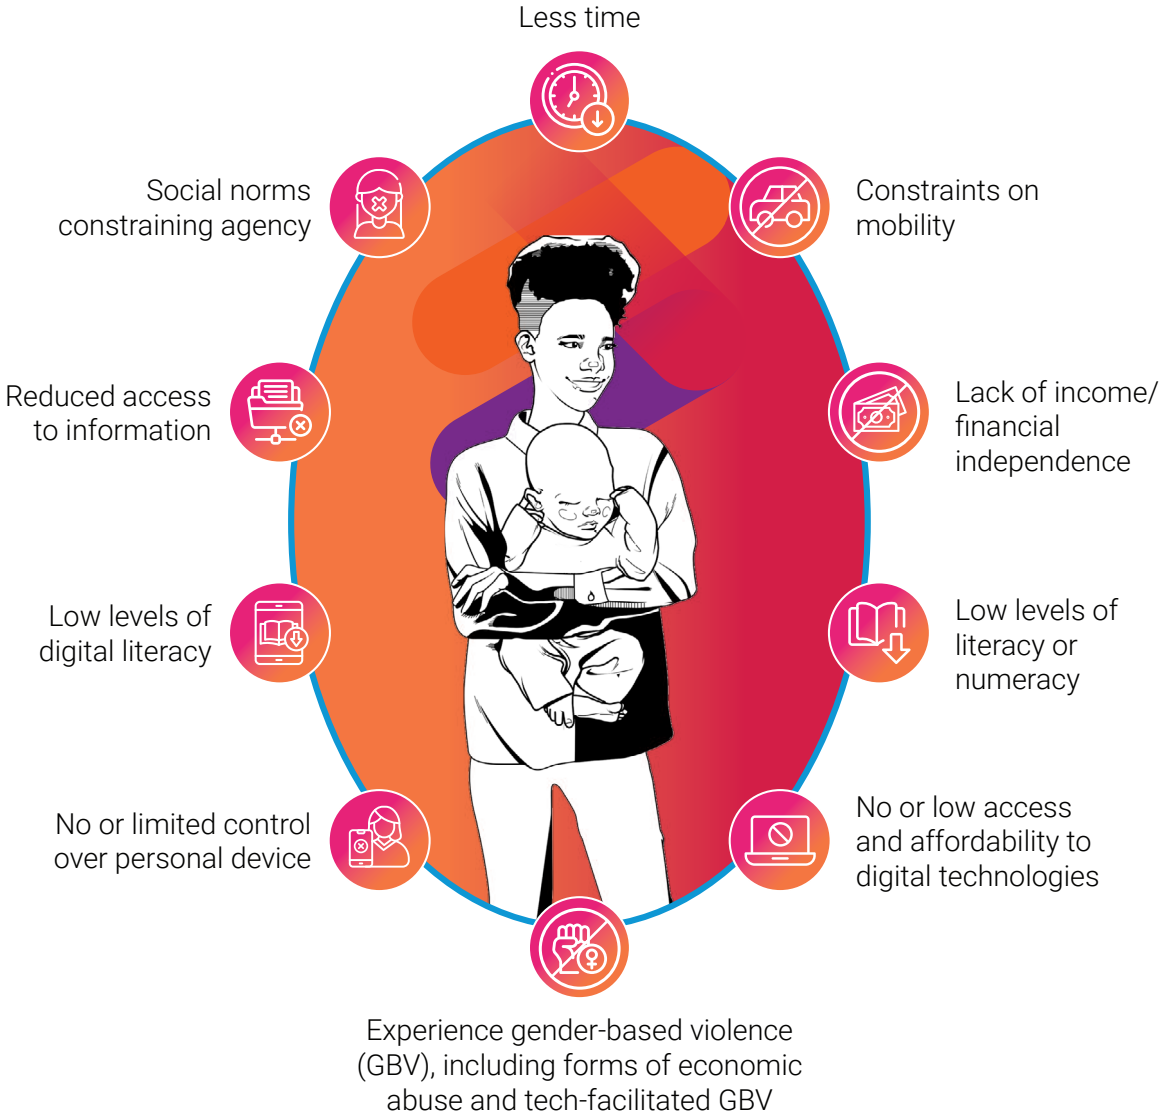 Less time
Social norms
constraining agency
Constraints on
mobility
Reduced access
to information
Lack of income/
financial
independence
Low levels of
digital literacy
Low levels of
literacy or
numeracy
No or limited control
over personal device
No or low access
and affordability to
digital technologies
Experience gender-based violence
(GBV), including forms of economic
abuse and tech-facilitated GBV